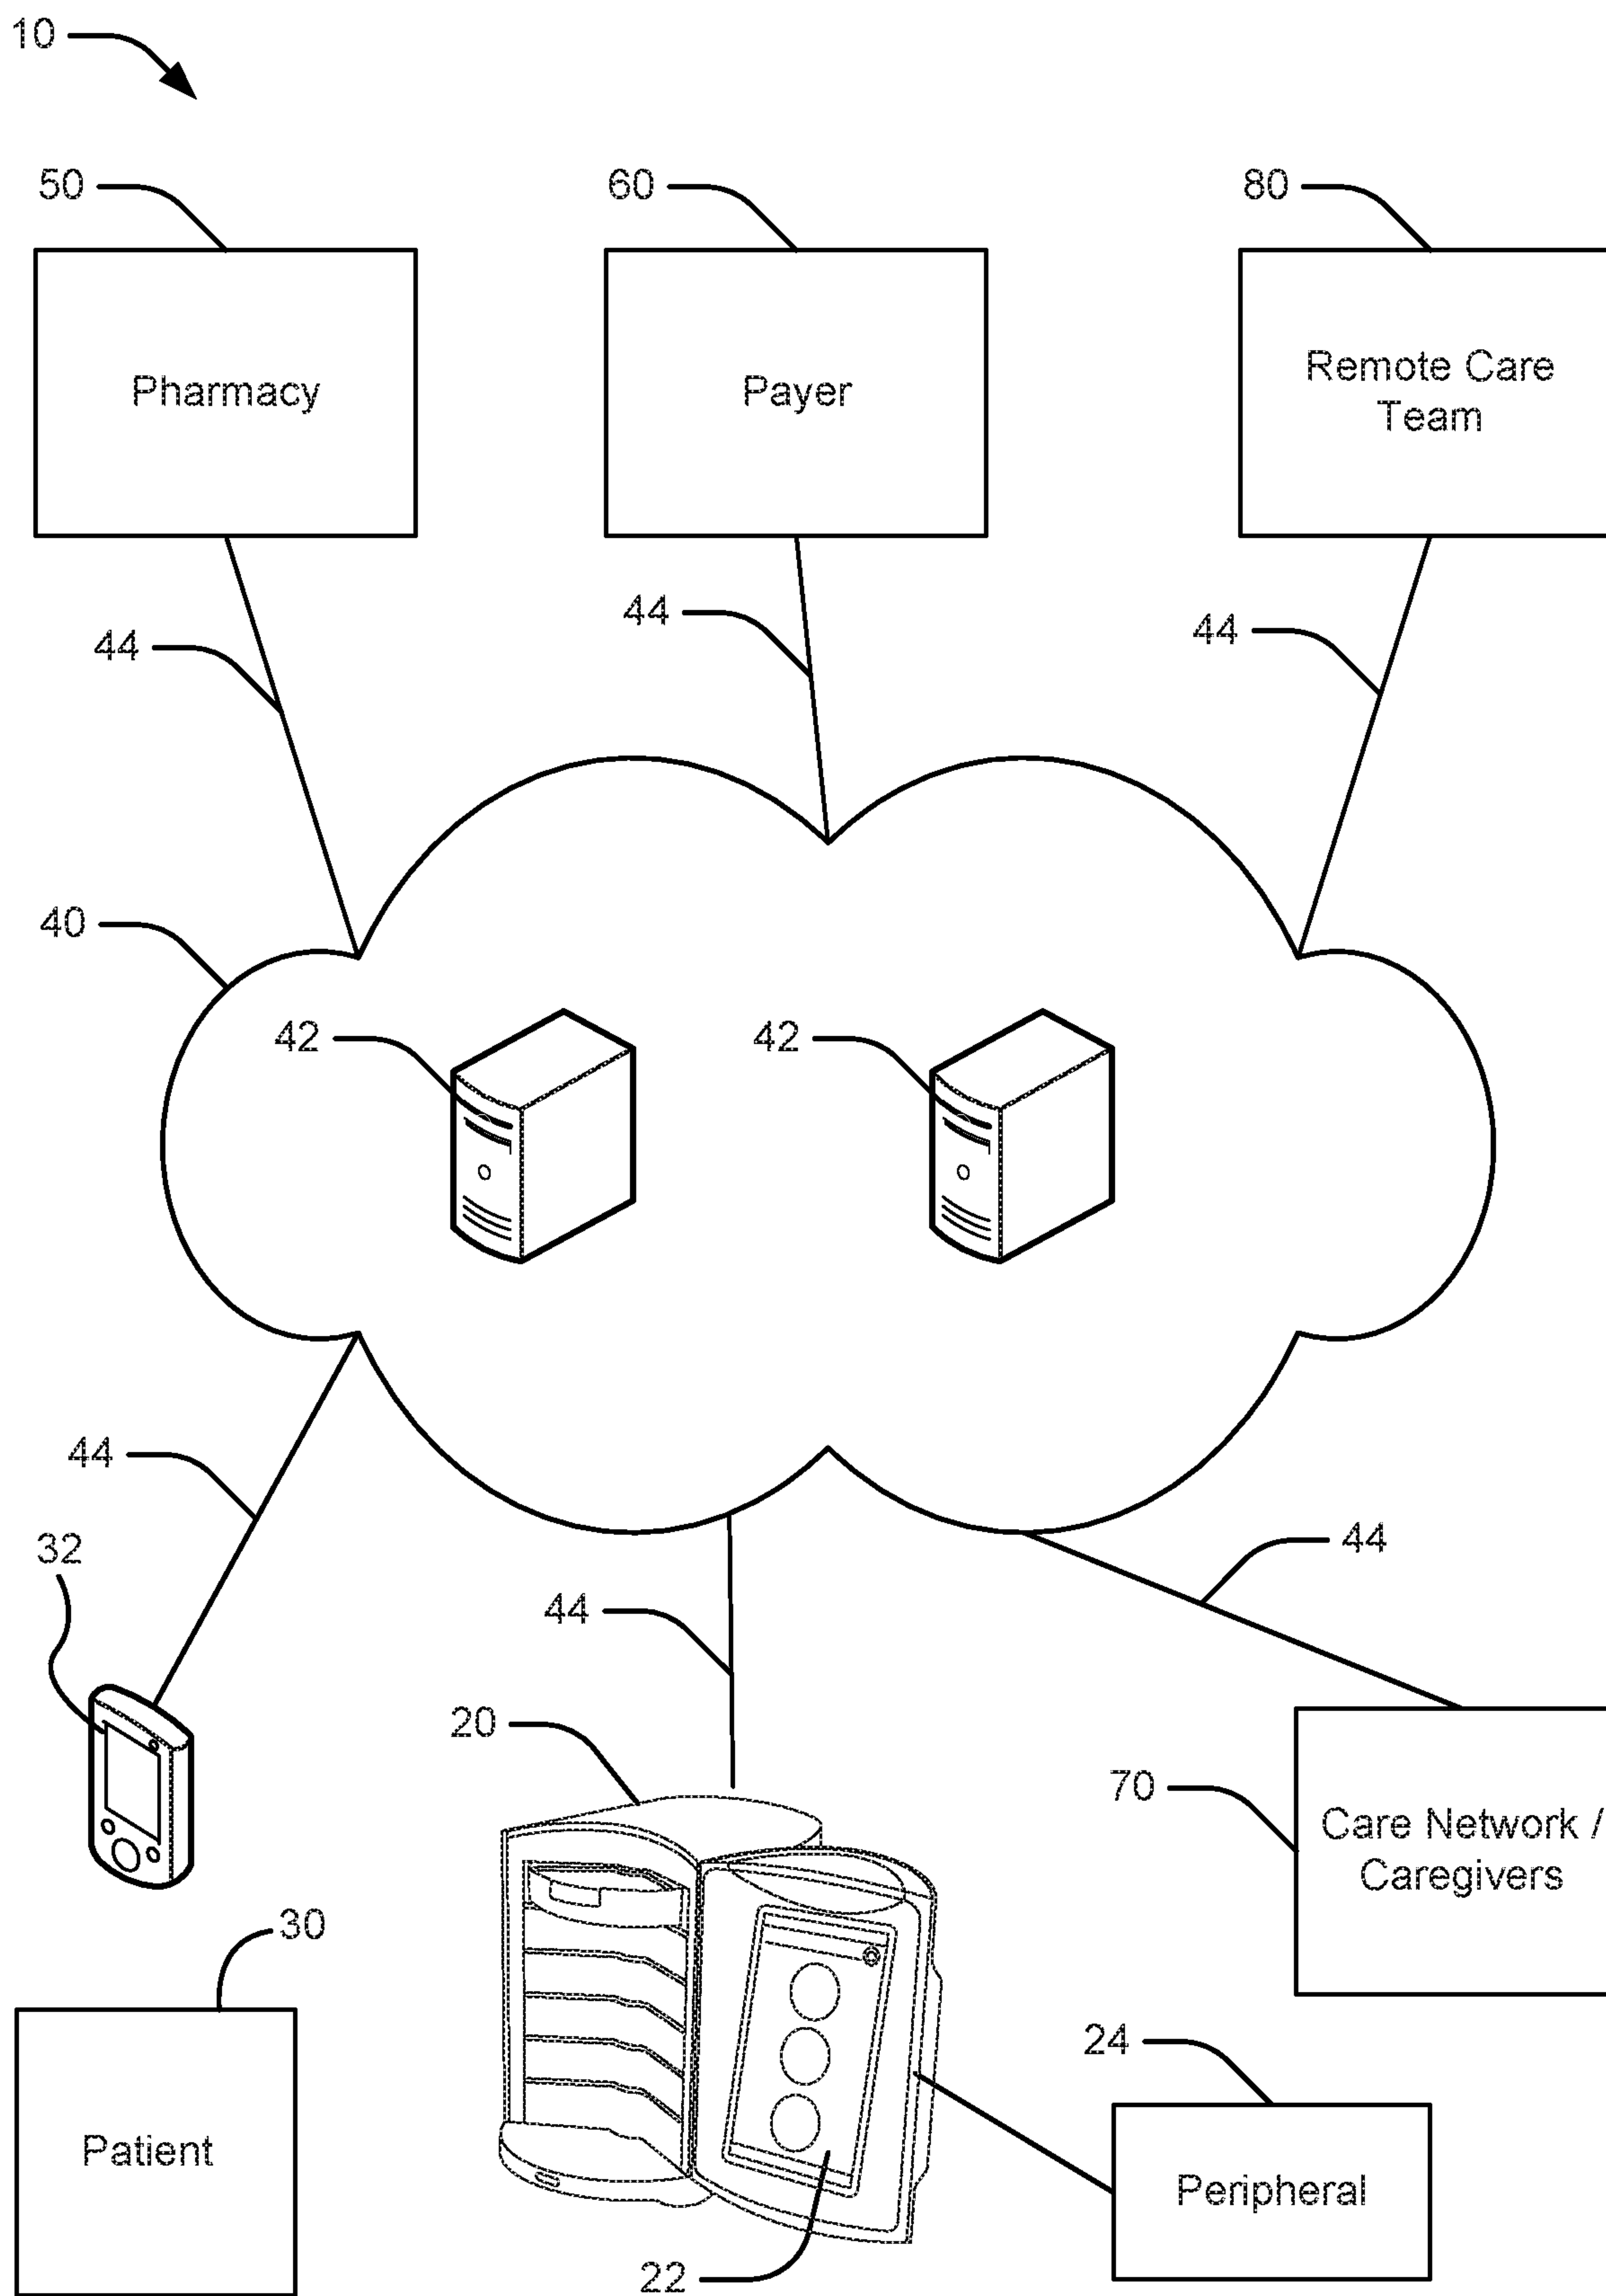 10
50
60
80
Pharmacy
Payer
Remote Care
Team
44
44
44
40
42
42
44
32
44
44
20
70
Care Network /
Caregivers
30
24
Patient
Peripheral
22